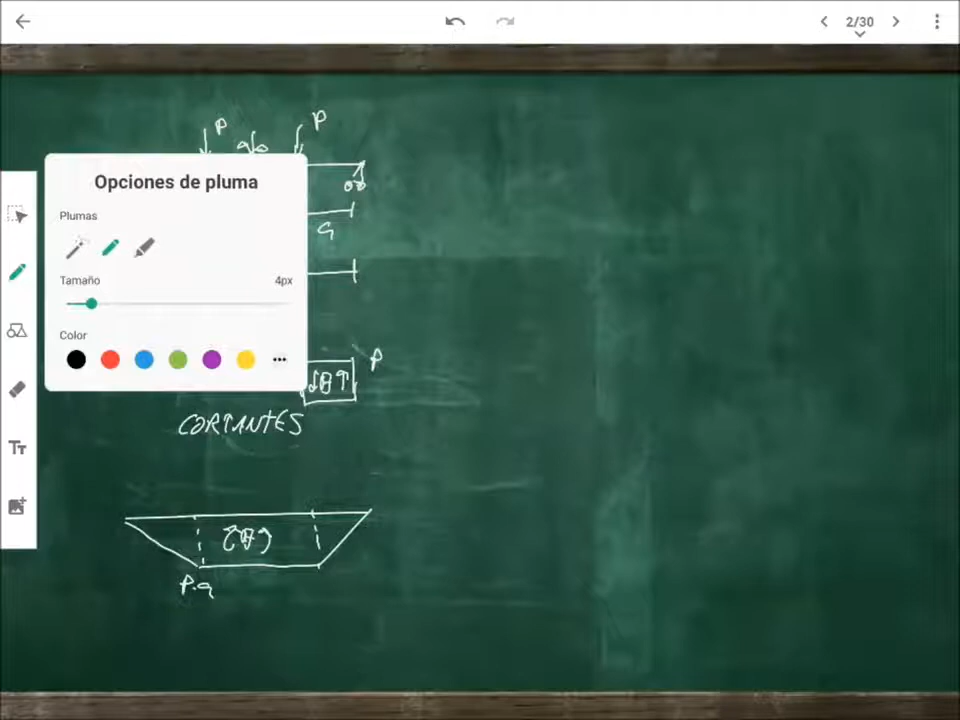 2/30
P
P
Opciones de pluma
Plumas
a
Tamaño 4px
Color
P
CORTANTES
P.a